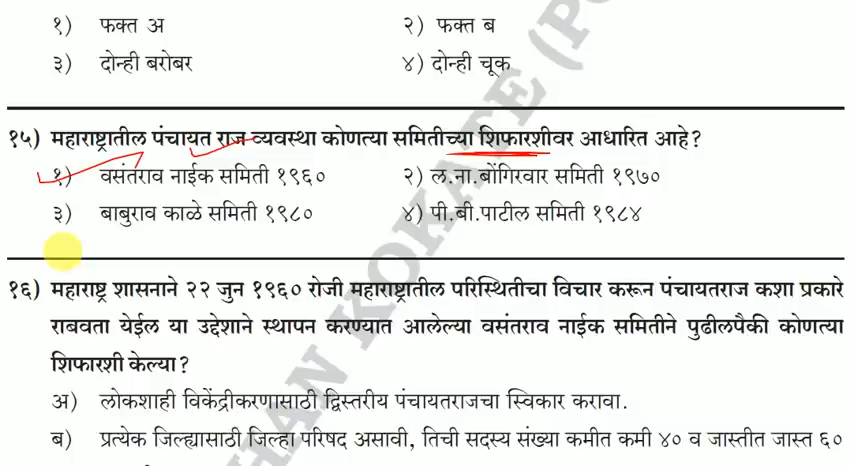 १) फक्त अ २) फक्त ब
३) दोन्ही बरोबर ४) दोन्ही चूक
१५) महाराष्ट्रातील पंचायत राज व्यवस्था कोणत्या समितीच्या शिफारशीवर आधारित आहे?
१) वसंतराव नाईक समिती १९६० २) ल.ना.बोंगिरवार समिती १९७०
३) बाबुराव काळे समिती १९८० ४) पी.बी.पाटील समिती १९८४
१६) महाराष्ट्र शासनाने २२ जुन १९६० रोजी महाराष्ट्रातील परिस्थितीचा विचार करून पंचायतराज कशा प्रकारे
राबवता येईल या उद्देशाने स्थापन करण्यात आलेल्या वसंतराव नाईक समितीने पुढीलपैकी कोणत्या
शिफारशी केल्या?
अ) लोकशाही विकेंद्रीकरणासाठी द्विस्तरीय पंचायतराजचा स्विकार करावा.
ब) प्रत्येक जिल्ह्यासाठी जिल्हा परिषद असावी, तिची सदस्य संख्या कमीत कमी ४० व जास्तीत जास्त ६०
HAN KOKATE (PO